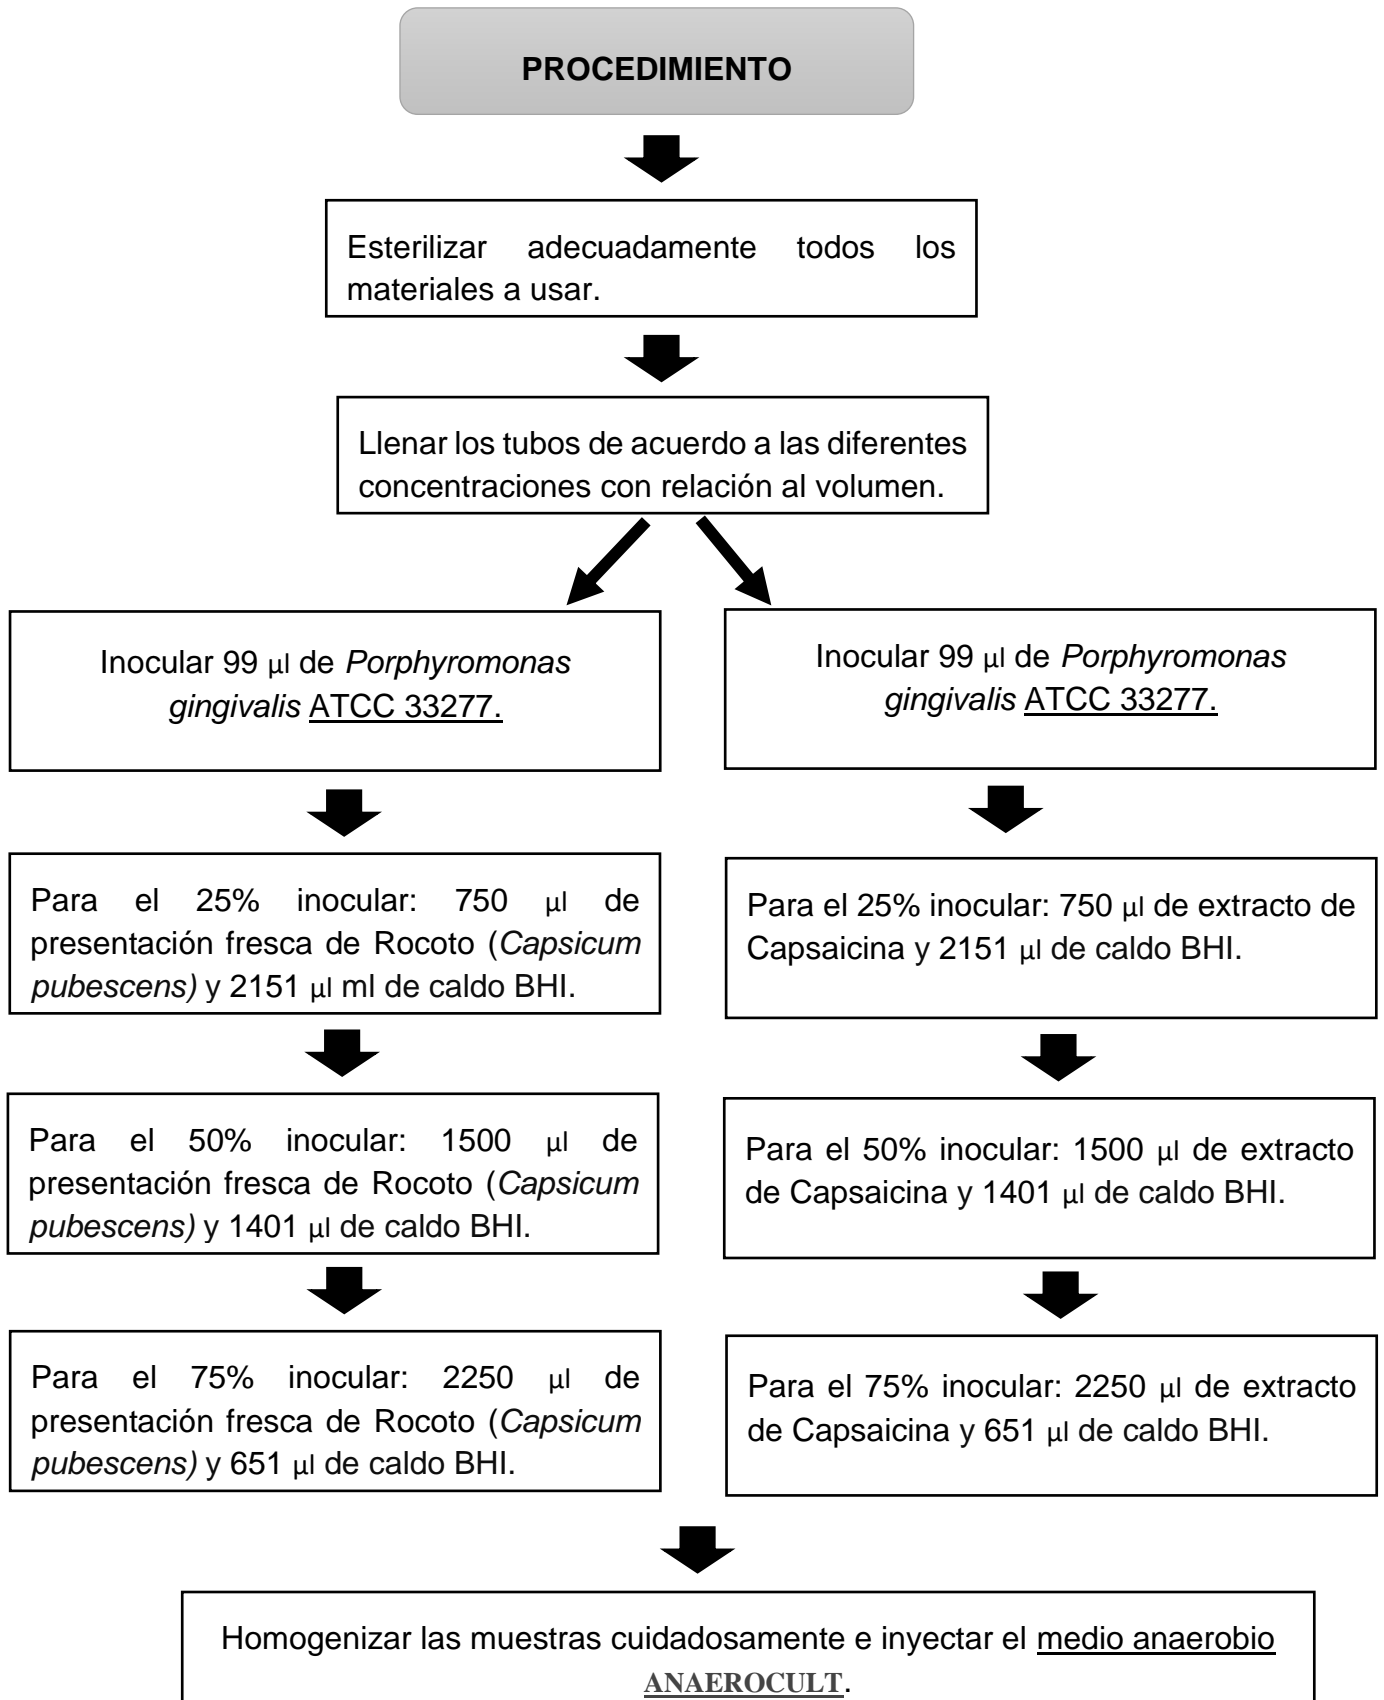 PROCEDIMIENTO
Esterilizar adecuadamente todos los
materiales a usar.
Llenar los tubos de acuerdo a las diferentes
concentraciones con relación al volumen.
Inocular 99 µl de Porphyromonas
gingivalis ATCC 33277.
Para el 25% inocular: 750 µl de
presentación fresca de Rocoto (Capsicum
pubescens) y 2151 µl ml de caldo BHI.
Para el 50% inocular: 1500 µl de
presentación fresca de Rocoto (Capsicum
pubescens) y 1401 µl de caldo BHI.
Para el 75% inocular: 2250 µl de
presentación fresca de Rocoto (Capsicum
pubescens) y 651 µl de caldo BHI.
Inocular 99 µl de Porphyromonas
gingivalis ATCC 33277.
Para el 25% inocular: 750 µl de extracto de
Capsaicina y 2151 µl de caldo BHI.
Para el 50% inocular: 1500 µl de extracto
de Capsaicina y 1401 µl de caldo BHI.
Para el 75% inocular: 2250 µl de extracto
de Capsaicina y 651 µl de caldo BHI.
Homogenizar las muestras cuidadosamente e inyectar el medio anaerobio
ANAEROCULT.